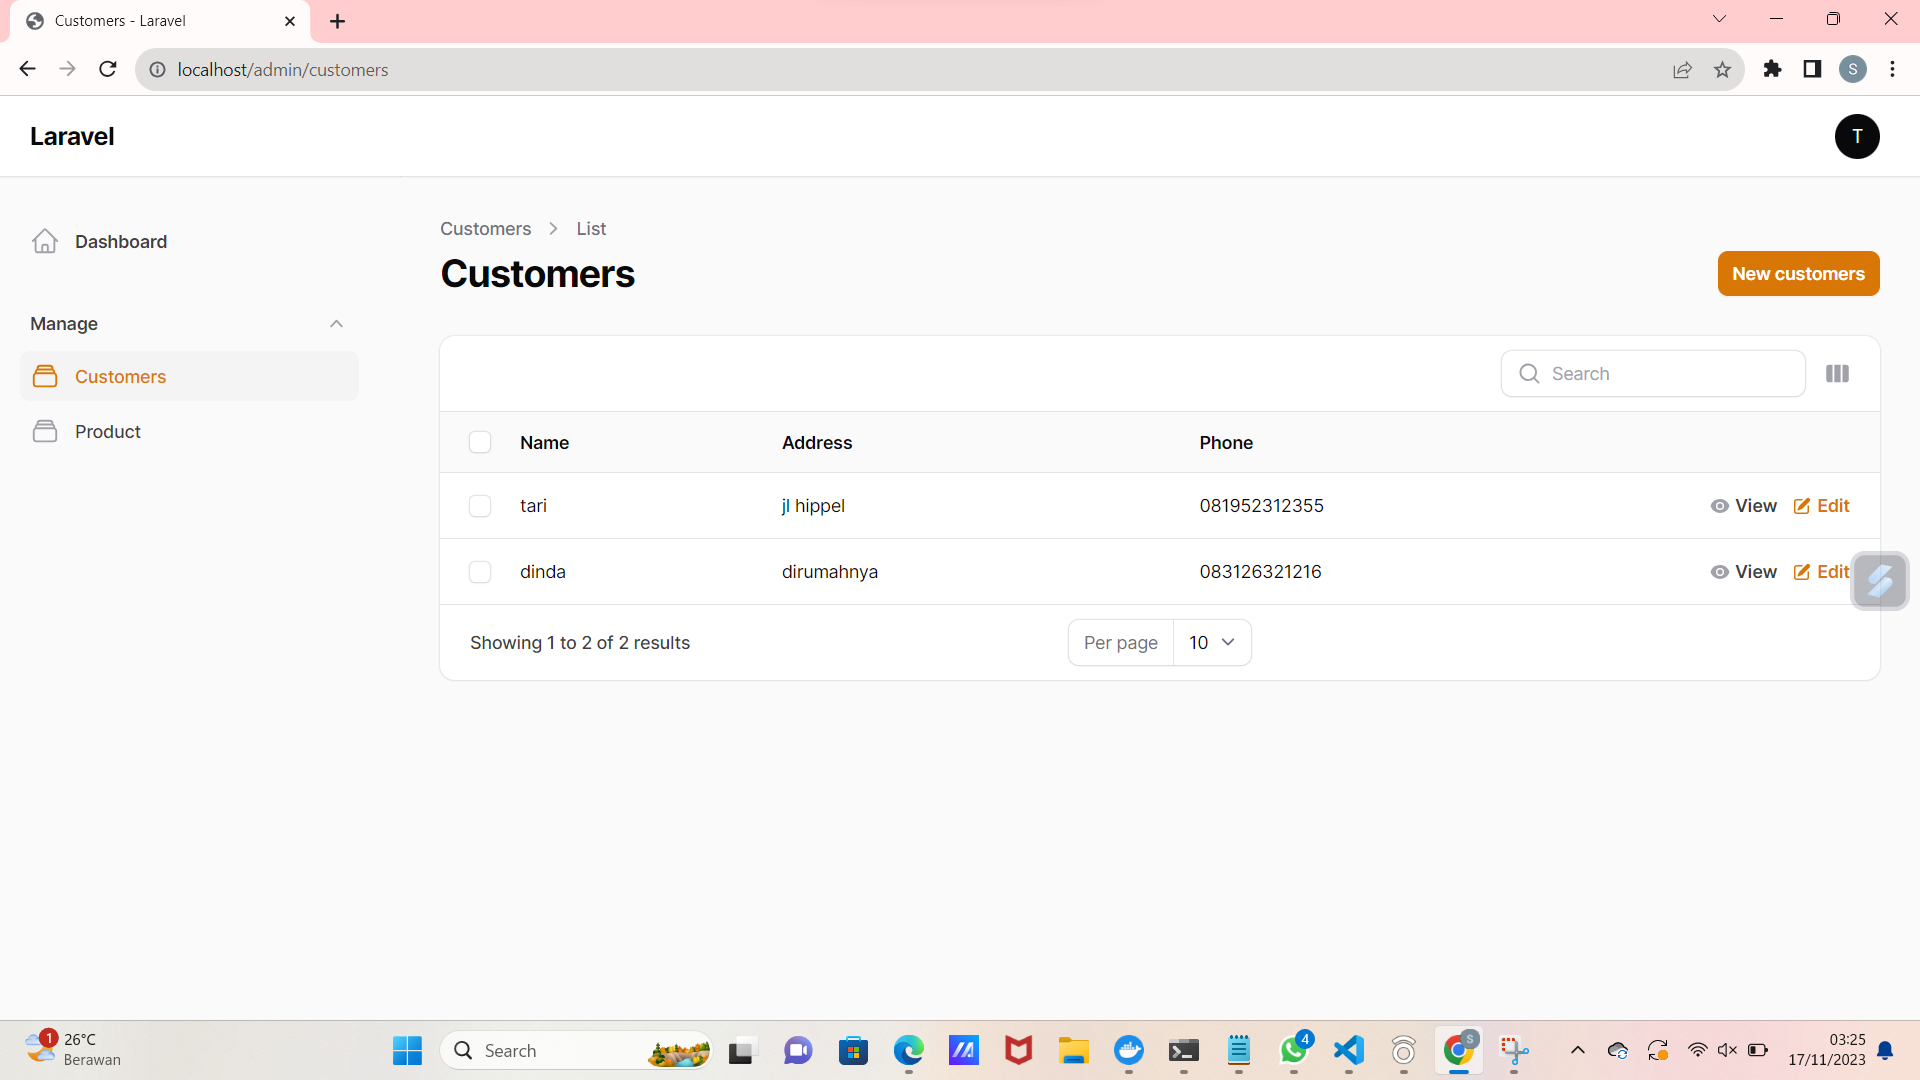 Customers - Laravel
localhost/admin/customers
S
Laravel
T
Dashboard
Manage
Customers
Product
Customers > List
Customers
New customers
Search
Name Address Phone
tari jl hippel 081952312355 View Edit
dinda dirumahnya 083126321216 View Edit
Showing 1 to 2 of 2 results
Per page 10
1
26°C
Berawan
Search
4
S
03:25
17/11/2023